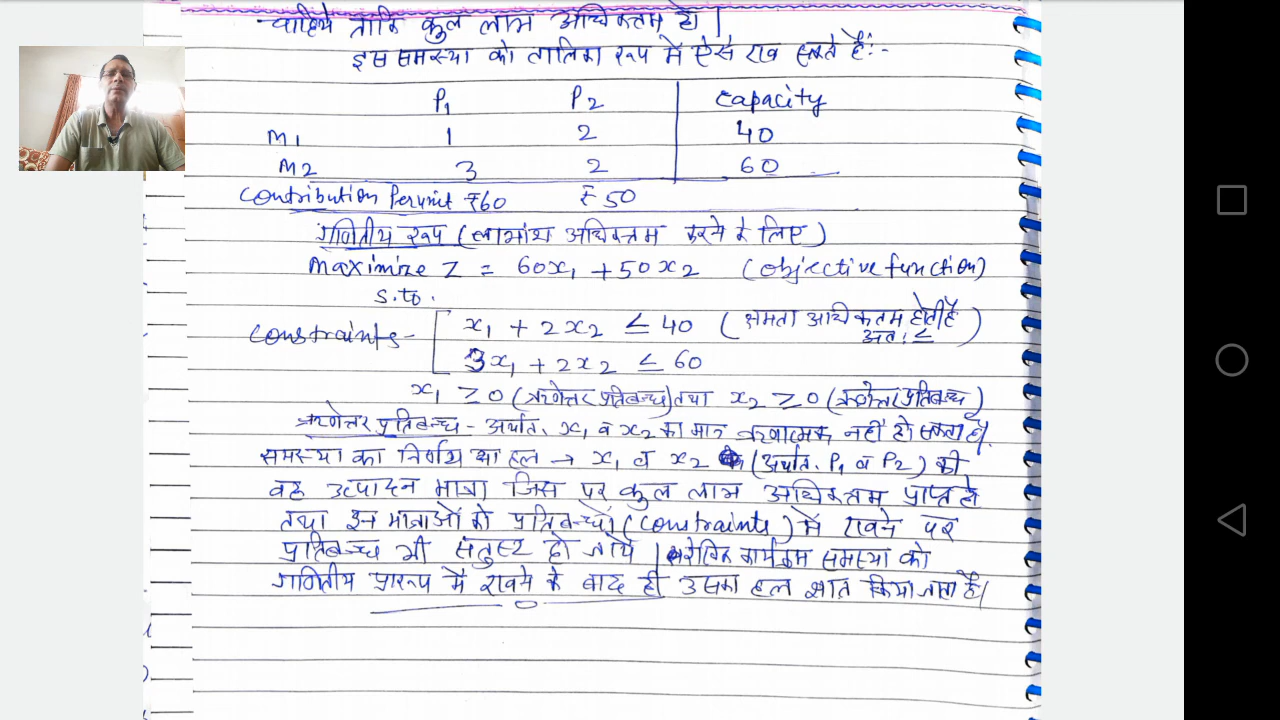 चाहिये ताकि कुल लाभ अधिकतम हो।
इस समस्या को तालिका रूप में ऐसे रख सकते हैं:-
P1 P2 capacity
M1 1 2 40
M2 3 2 60
Contribution Per unit ₹60 ₹50
गणितीय रूप (लाभांश अधिकतम करने के लिए)
Maximize Z = 60x1 + 50x2 (objective function)
s.to.
constraints- x1 + 2x2 ≤ 40 (क्षमता अधिकतम होती है अतः ≤)
3x1 + 2x2 ≤ 60
x1 ≥ 0 (ऋणेत्तर प्रतिबन्ध) तथा x2 ≥ 0 (ऋणेत्तर प्रतिबन्ध)
ऋणेत्तर प्रतिबन्ध - अर्थात् x1 व x2 का मान ऋणात्मक नहीं हो सकता है।
समस्या का निर्णय या हल → x1 व x2 (अर्थात् P1 व P2) की
वह उत्पादन मात्रा जिस पर कुल लाभ अधिकतम प्राप्त हो
तथा इन मात्राओं को प्रतिबन्धों (constraints) में रखने पर
प्रतिबन्ध भी संतुष्ट हो जाये। रेखिक कार्यक्रम समस्या को
गणितीय प्रारूप में रखने के बाद ही उसका हल ज्ञात किया जाता है।